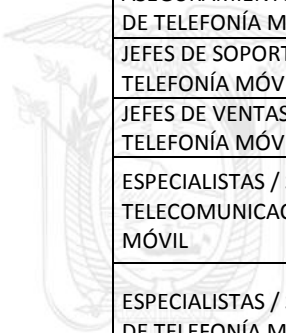 DE TELEFONÍA M
JEFES DE SOPORT
TELEFONÍA MÓV
JEFES DE VENTAS
TELEFONÍA MÓV
ESPECIALISTAS /
TELECOMUNICAC
MÓVIL
ESPECIALISTAS /
DE TELEFONÍA M